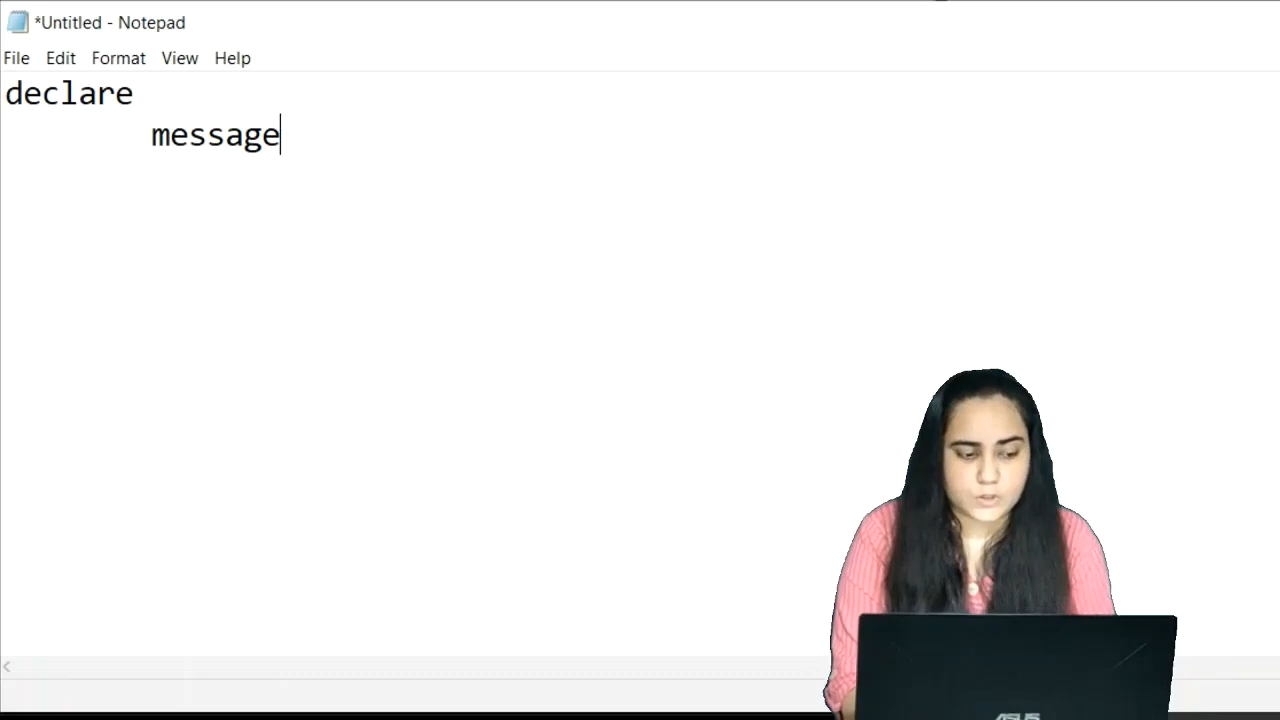 *Untitled - Notepad
File Edit Format View Help
declare
message